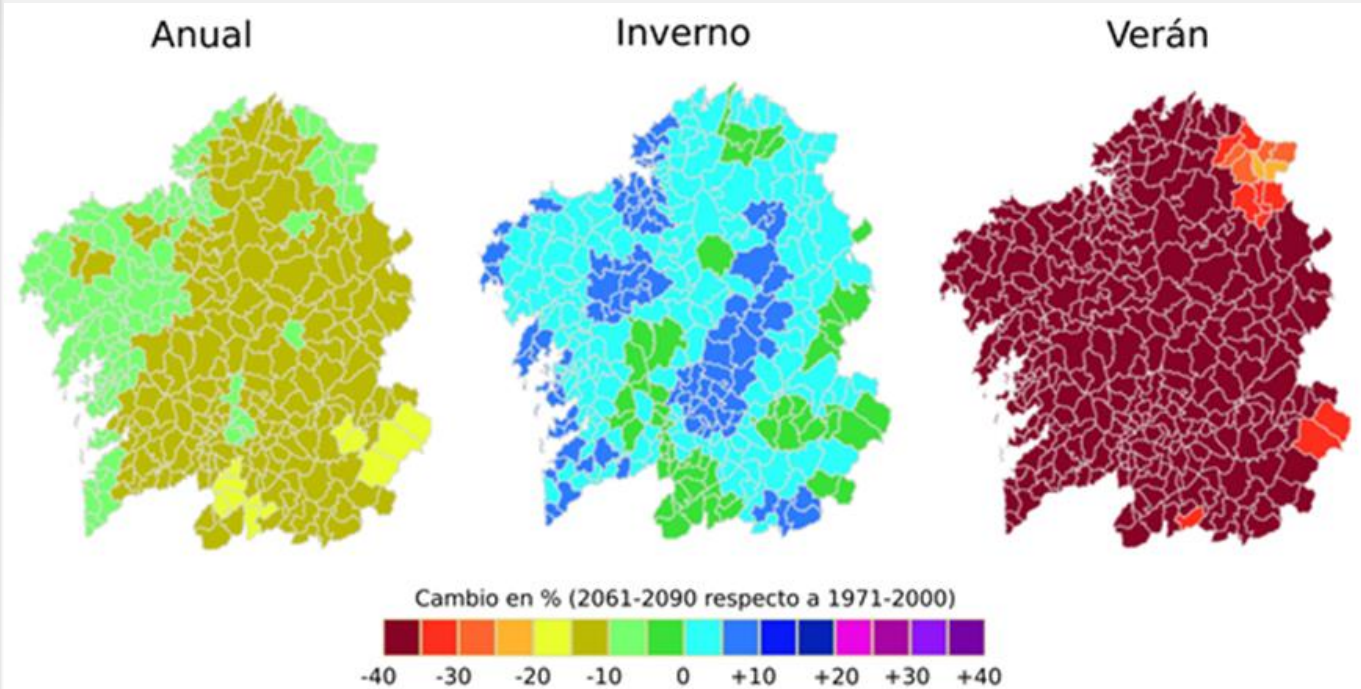 Anual
Inverno
Verán
Cambio en % (2061-2090 respecto a 1971-2000)
-40 -30 -20 -10 0 +10 +20 +30 +40